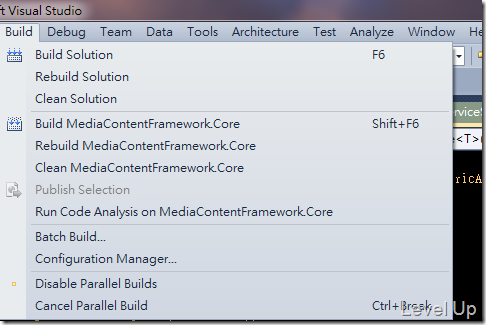 ft Visual Studio
Build Debug Team Data Tools Architecture Test Analyze Window He
Build Solution F6
Rebuild Solution
Clean Solution
Build MediaContentFramework.Core Shift+F6
Rebuild MediaContentFramework.Core
Clean MediaContentFramework.Core
Publish Selection
Run Code Analysis on MediaContentFramework.Core
Batch Build...
Configuration Manager...
Disable Parallel Builds
Cancel Parallel Build Ctrl+Break
rviceS
e<T>(
ricA
Level Up